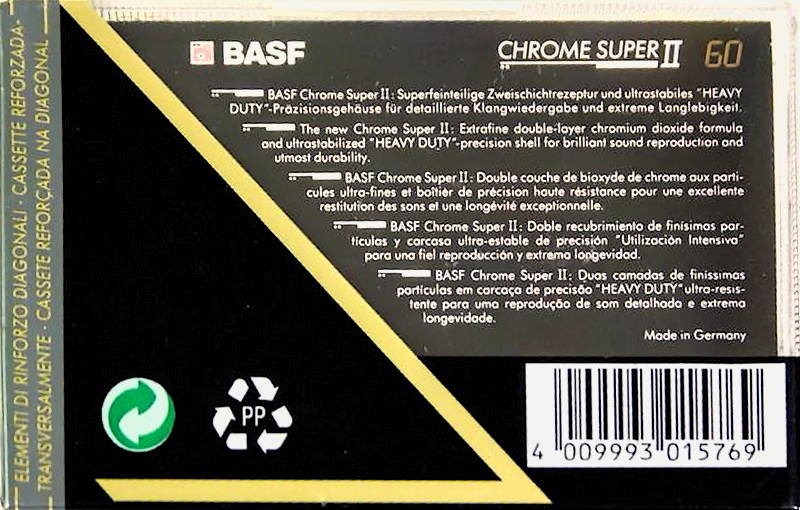 BASF
CHROME SUPER II 60
BASF Chrome Super II: Superfeinteilige Zweischichtrezeptur und ultrastabiles "HEAVY
DUTY"-Präzisionsgehäuse für detaillierte Klangwiedergabe und extreme Langlebigkeit.
The new Chrome Super II: Extrafine double-layer chromium dioxide formula
and ultrastabilized "HEAVY DUTY"-precision shell for brilliant sound reproduction and
utmost durability.
BASF Chrome Super II: Double couche de bioxyde de chrome aux parti-
cules ultra-fines et boîtier de précision haute résistance pour une excellente
restitution des sons et une longévité exceptionnelle.
BASF Chrome Super II: Doble recubrimiento de finísimas par-
tículas y carcasa ultra-estable de precisión "Utilización Intensiva"
para una fiel reproducción y extrema longevidad.
BASF Chrome Super II: Duas camadas de finissimas
partículas em carcaça de precisão "HEAVY DUTY" ultra-resis-
tente para uma reprodução de som detalhada e extrema
longevidade.
Made in Germany
PP
4 009993 015769
ELEMENTI DI RINFORZO DIAGONALI · CASSETTE REFORZADA-
TRANSVERSALMENTE · CASSETE REFORÇADA NA DIAGONAL